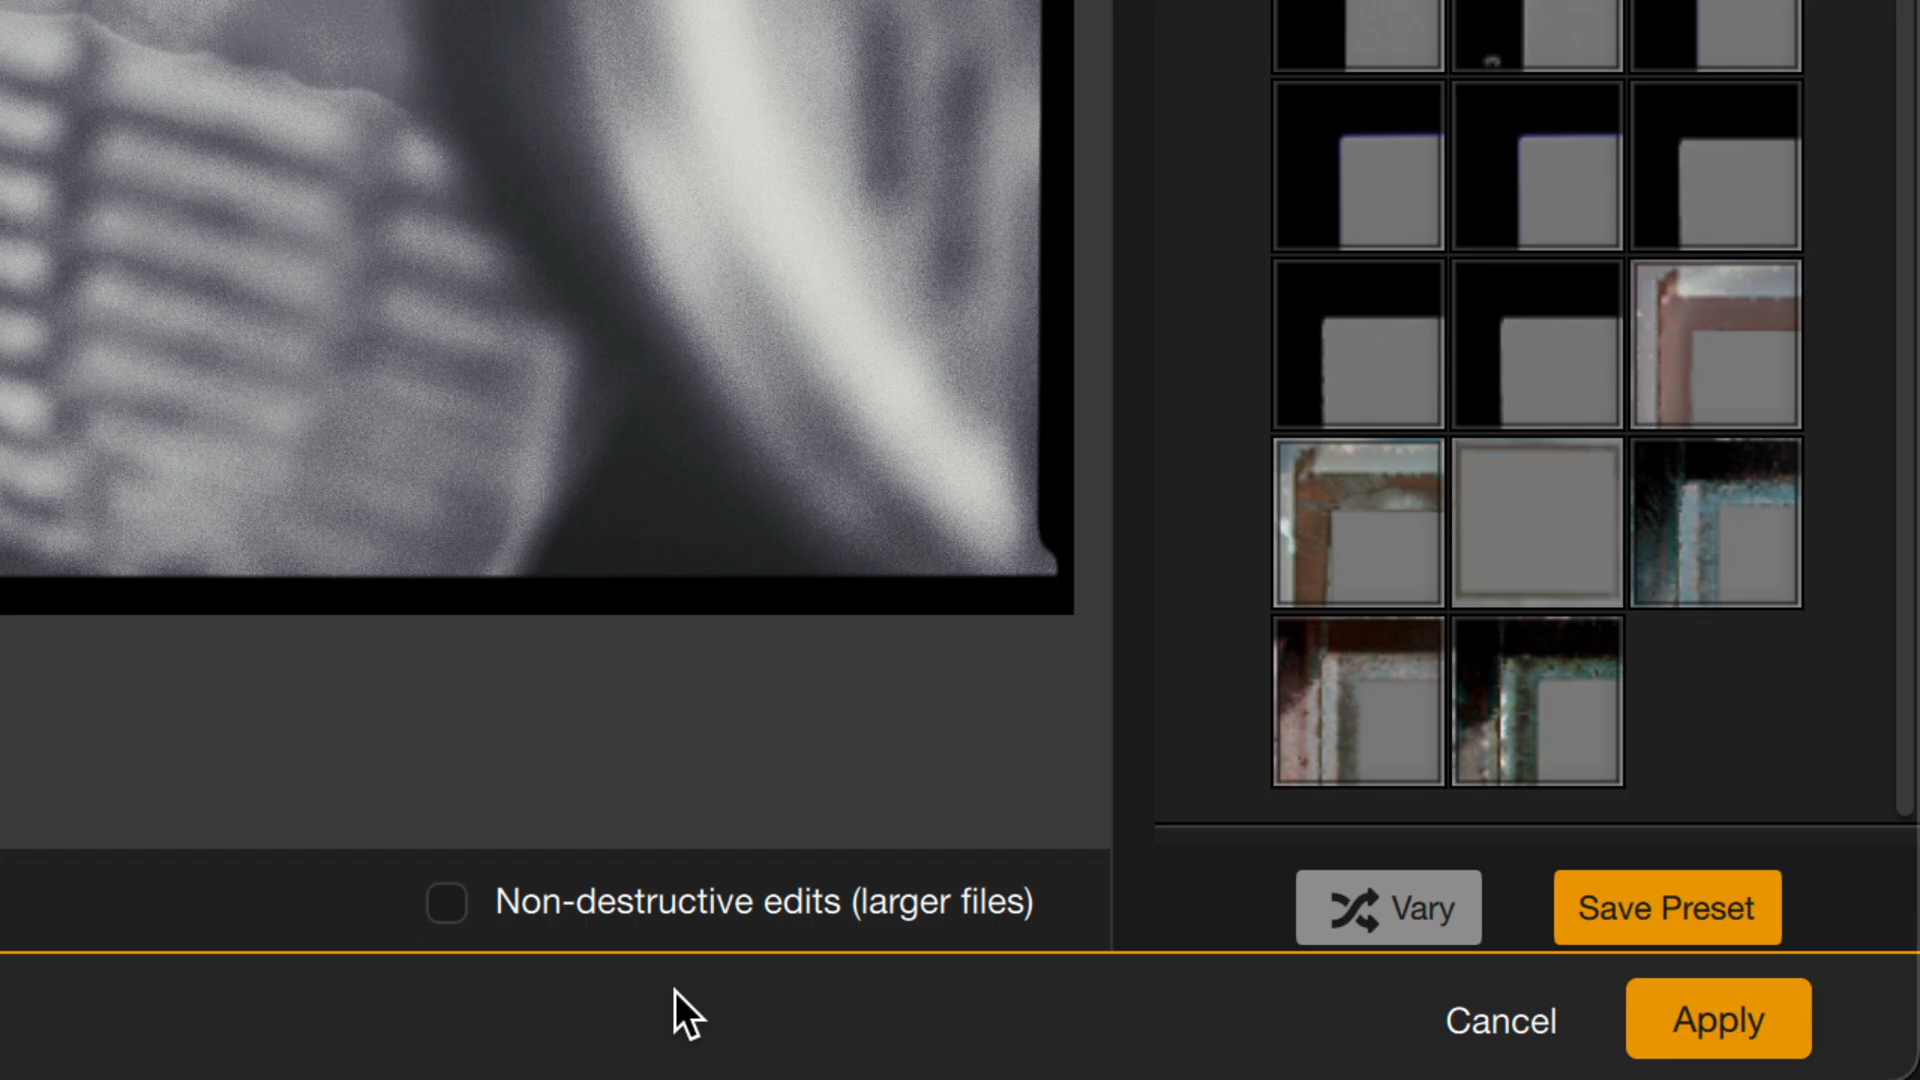 Non-destructive edits (larger files)
Vary
Save Preset
Cancel
Apply